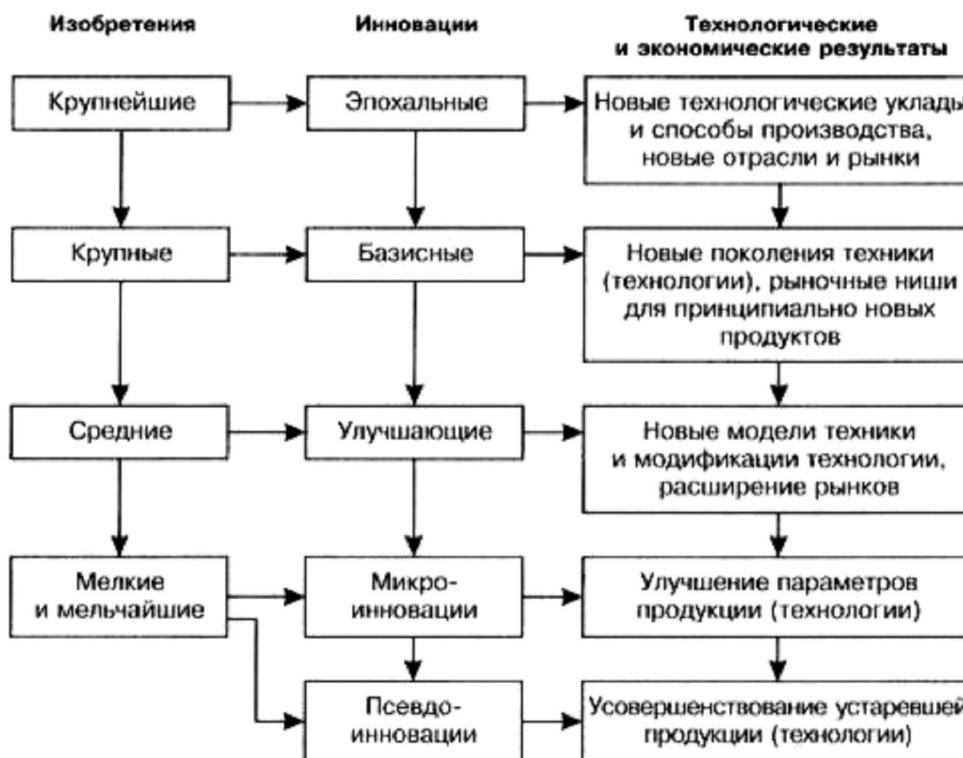 Изобретения
Инновации
Технологические
и экономические результаты
Крупнейшие
Эпохальные
Новые технологические уклады
и способы производства,
новые отрасли и рынки
Крупные
Базисные
Новые поколения техники
(технологии), рыночные ниши
для принципиально новых
продуктов
Средние
Улучшающие
Новые модели техники
и модификации технологии,
расширение рынков
Мелкие
и мельчайшие
Микро-
инновации
Улучшение параметров
продукции (технологии)
Псевдо-
инновации
Усовершенствование устаревшей
продукции (технологии)